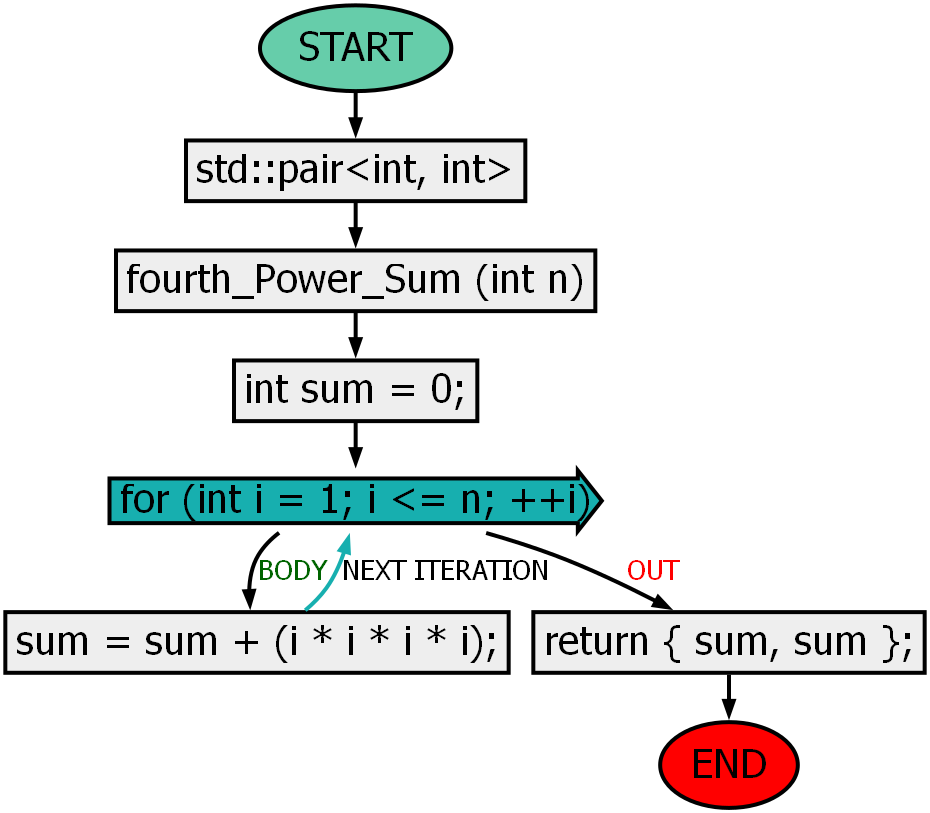 START
std::pair<int, int>
fourth_Power_Sum (int n)
int sum = 0;
for (int i = 1; i <= n; ++i)
BODY
NEXT ITERATION
OUT
sum = sum + (i * i * i * i);
return { sum, sum };
END